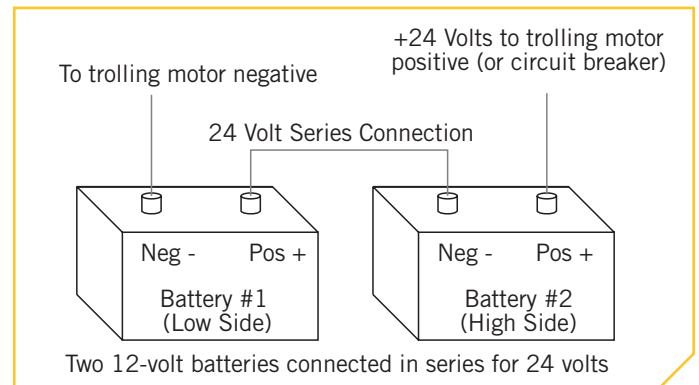 +24 Volts to trolling motor
positive (or circuit breaker)
To trolling motor negative
24 Volt Series Connection
Neg - Pos +
Battery #1
(Low Side)
Neg - Pos +
Battery #2
(High Side)
Two 12-volt batteries connected in series for 24 volts